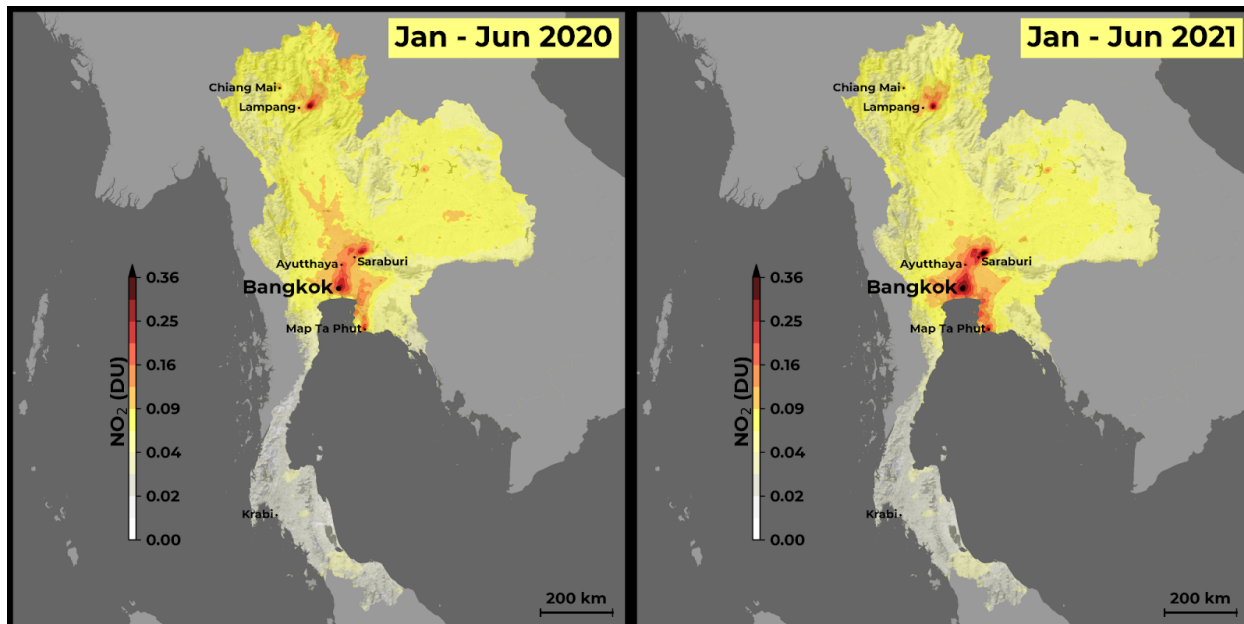 Jan - Jun 2020
Chiang Mai
Lampang
Ayutthaya
Saraburi
Bangkok
Map Ta Phut
Krabi
NO₂ (DU)
0.36
0.25
0.16
0.09
0.04
0.02
0.00
200 km
Jan - Jun 2021
Chiang Mai
Lampang
Ayutthaya
Saraburi
Bangkok
Map Ta Phut
Krabi
NO₂ (DU)
0.36
0.25
0.16
0.09
0.04
0.02
0.00
200 km